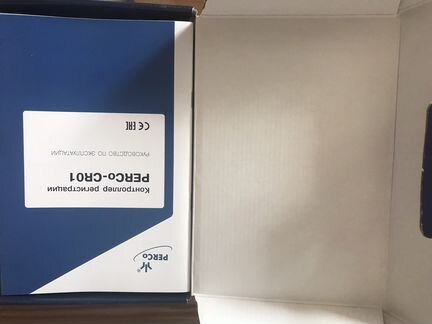 PERCo
®
Контроллер регистрации
PERCo-CR01
РУКОВОДСТВО ПО ЭКСПЛУАТАЦИИ
CE EAC